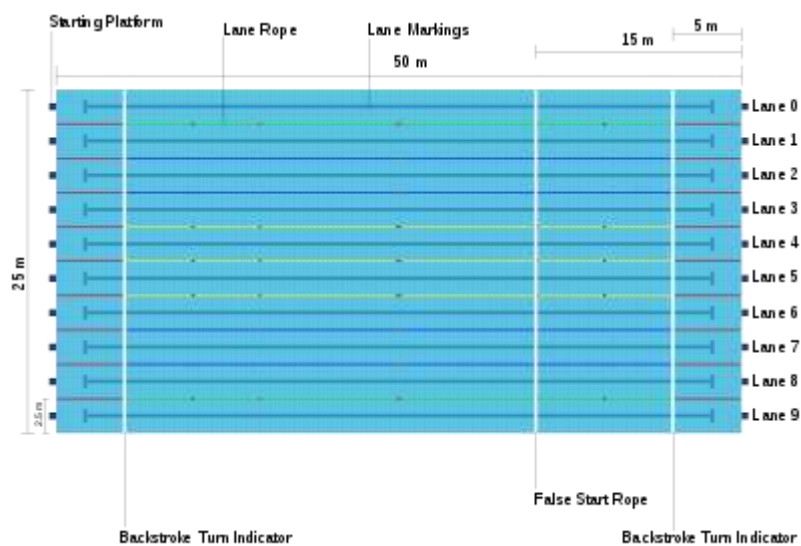 Starting Platform
Lane Rope
Lane Markings
5 m
15 m
50 m
Lane 0
Lane 1
Lane 2
Lane 3
Lane 4
25 m
Lane 5
Lane 6
Lane 7
Lane 8
2.5 m
Lane 9
False Start Rope
Backstroke Turn Indicator
Backstroke Turn Indicator